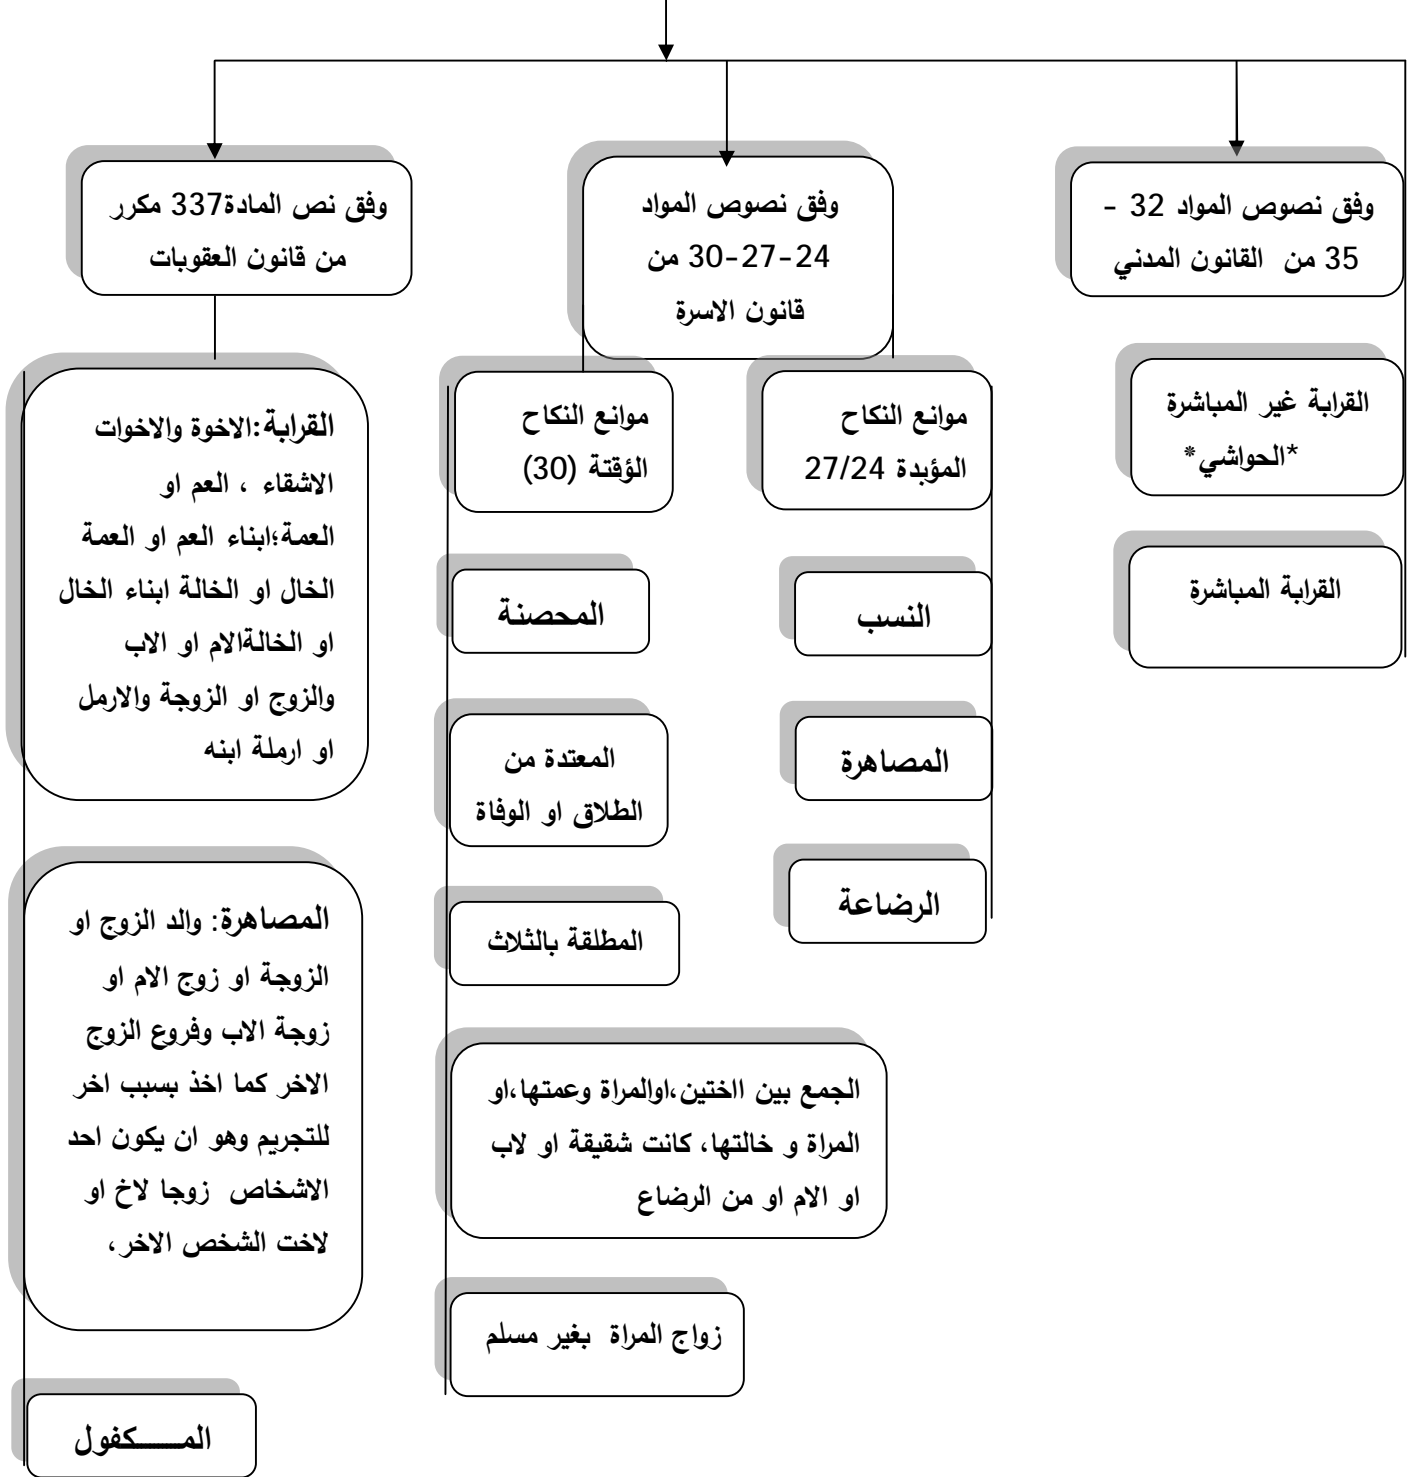 وفق نصوص المواد 32 -
35 من القانون المدني
القرابة غير المباشرة
*الحواشي*
القرابة المباشرة
وفق نصوص المواد
24-27-30 من
قانون الاسرة
موانع النكاح
المؤبدة 27/24
النسب
المصاهرة
الرضاعة
موانع النكاح
الؤقتة (30)
المحصنة
المعتدة من
الطلاق او الوفاة
المطلقة بالثلاث
الجمع بين ااختين،اوالمراة وعمتها،او
المراة و خالتها، كانت شقيقة او لاب
او الام او من الرضاع
زواج المراة بغير مسلم
وفق نص المادة337 مكرر
من قانون العقوبات
القرابة:الاخوة والاخوات
الاشقاء ، العم او
العمة؛ابناء العم او العمة
الخال او الخالة ابناء الخال
او الخالةالام او الاب
والزوج او الزوجة والارمل
او ارملة ابنه
المصاهرة: والد الزوج او
الزوجة او زوج الام او
زوجة الاب وفروع الزوج
الاخر كما اخذ بسبب اخر
للتجريم وهو ان يكون احد
الاشخاص زوجا لاخ او
لاخت الشخص الاخر،
المـــــكفول